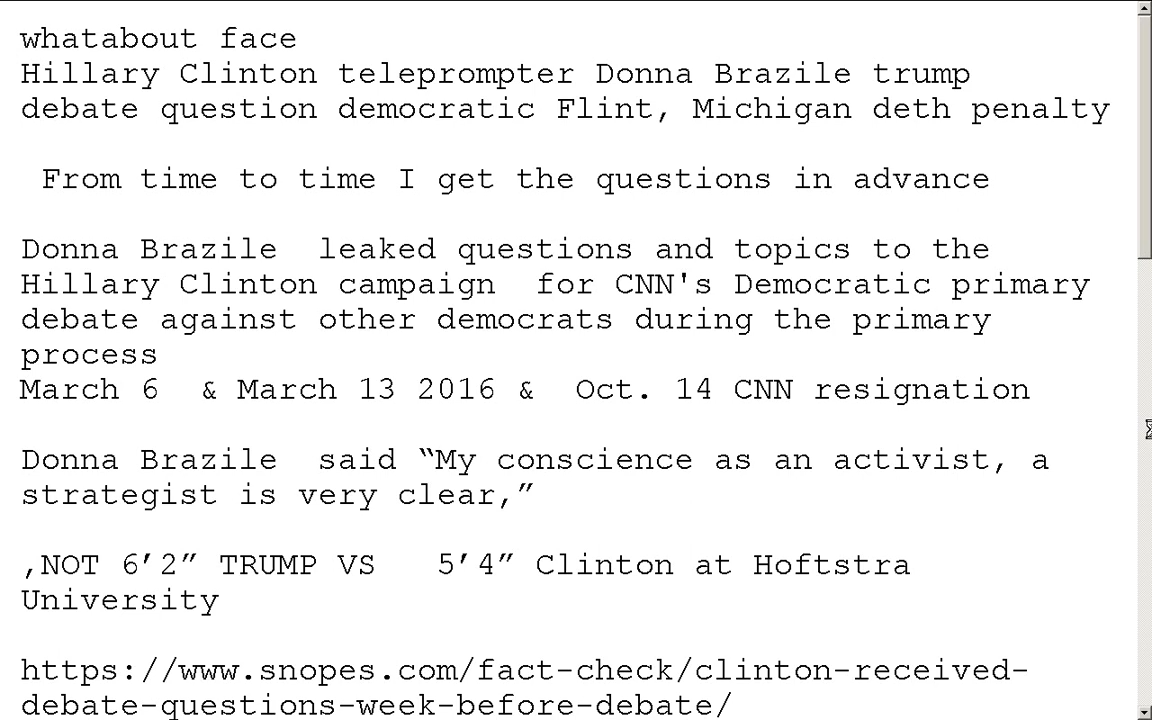 whatabout face
Hillary Clinton teleprompter Donna Brazile trump
debate question democratic Flint, Michigan deth penalty
From time to time I get the questions in advance
Donna Brazile  leaked questions and topics to the
Hillary Clinton campaign  for CNN's Democratic primary
debate against other democrats during the primary
process
March 6  & March 13 2016 &  Oct. 14 CNN resignation
Donna Brazile  said “My conscience as an activist, a
strategist is very clear,”
,NOT 6’2” TRUMP VS   5’4” Clinton at Hoftstra
University
https://www.snopes.com/fact-check/clinton-received-
debate-questions-week-before-debate/